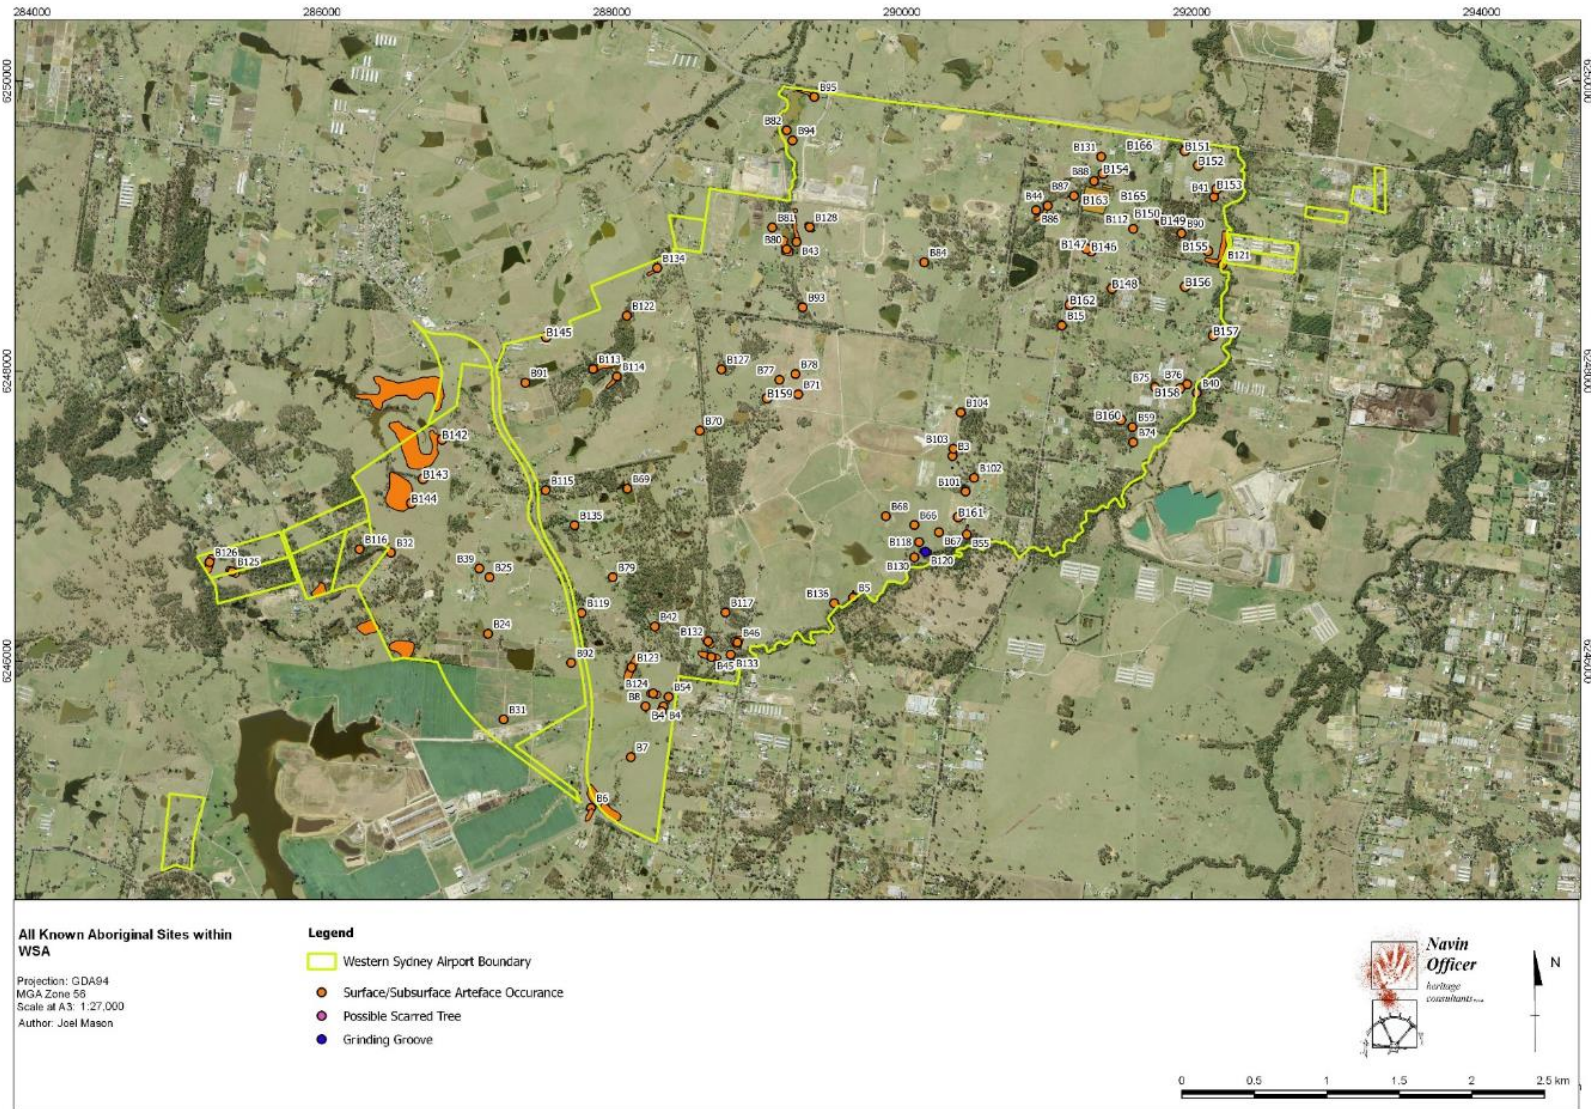 284000 286000 288000 290000 292000 294000
6250000
6250000
B95
B82
B94
B131
B166
B151
B154
B152
B88
B87
B41
B153
B44
B163
B165
B86
B81
B128
B112
B150
B149
B90
B80
B43
B147
B146
B155
B84
B121
B134
B148
B156
B122
B93
B162
B15
B145
B157
6248000
6248000
B113
B114
B127
B78
B77
B91
B75
B76
B71
B158
B40
B159
B104
B70
B160
B59
B142
B103
B74
B3
B143
B102
B115
B69
B101
B144
B68
B66
B161
B135
B118
B67
B55
B116
B32
B126
B125
B130
B120
B39
B25
B79
B136
B5
B119
B117
B42
B24
B132
B46
6246000
6246000
B92
B45
B133
B123
B124
B54
B8
B4
B4
B31
B7
B6
All Known Aboriginal Sites within
WSA
Projection: GDA94
MGA Zone 56
Scale at A3: 1:27,000
Author: Joel Mason
Legend
Western Sydney Airport Boundary
Surface/Subsurface Arteface Occurance
Possible Scarred Tree
Grinding Groove
Navin
Officer
heritage
consultants
N
0 0.5 1 1.5 2 2.5 km